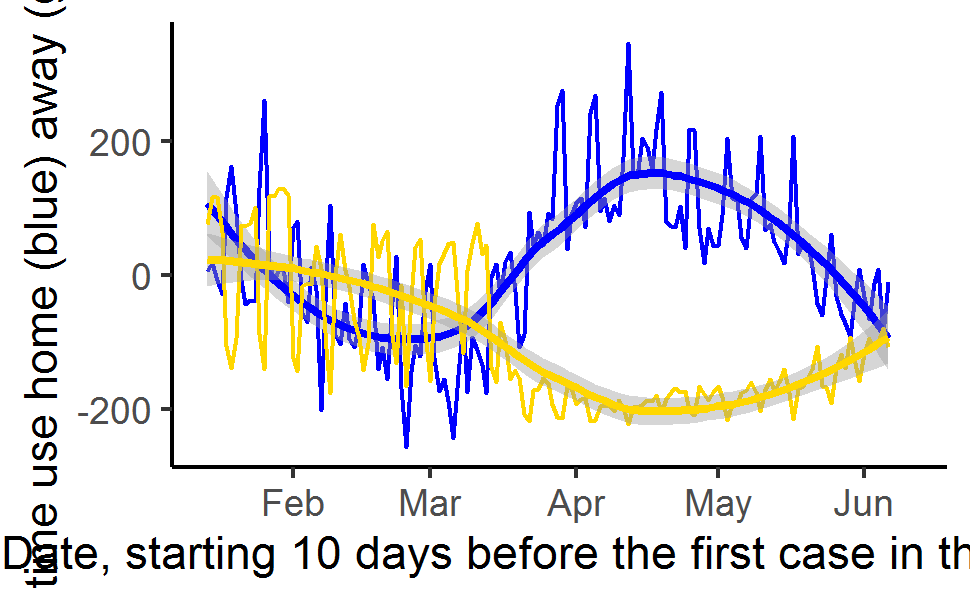 time use home (blue) away (
200
0
-200
Feb Mar Apr May Jun
Date, starting 10 days before the first case in th